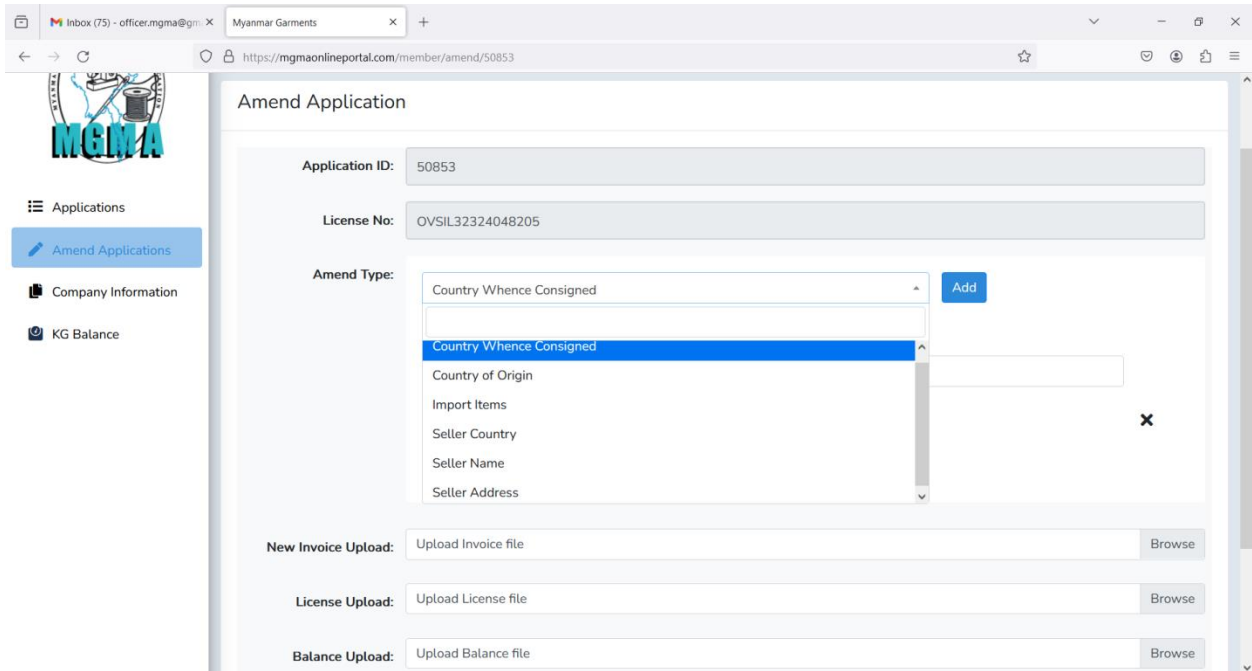 Inbox (75) - officer.mgma@gm
Myanmar Garments
https://mgmaonlineportal.com/member/amend/50853
MGMA
Applications
Amend Applications
Company Information
KG Balance
Amend Application
Application ID: 50853
License No: OVSIL32324048205
Amend Type: Country Whence Consigned Add
Country Whence Consigned
Country of Origin
Import Items
Seller Country
Seller Name
Seller Address
New Invoice Upload: Upload Invoice file Browse
License Upload: Upload License file Browse
Balance Upload: Upload Balance file Browse